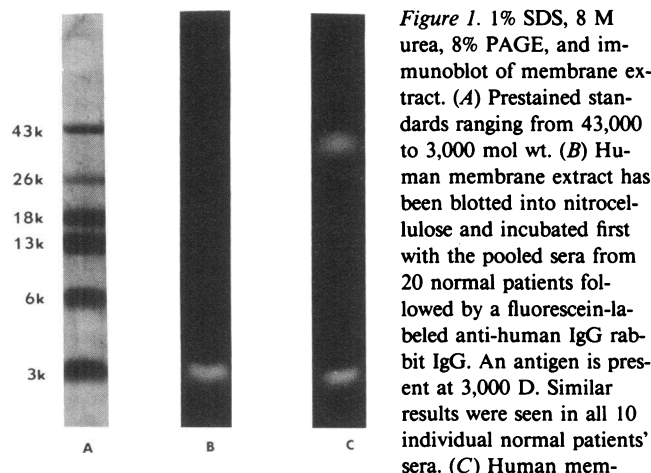 43k
26k
18k
13k
6k
3k
A
B
C
Figure 1. 1% SDS, 8 M
urea, 8% PAGE, and im-
munoblot of membrane ex-
tract. (A) Prestained stan-
dards ranging from 43,000
to 3,000 mol wt. (B) Hu-
man membrane extract has
been blotted into nitrocel-
lulose and incubated first
with the pooled sera from
20 normal patients fol-
lowed by a fluorescein-la-
beled anti-human IgG rab-
bit IgG. An antigen is pres-
ent at 3,000 D. Similar
results were seen in all 10
individual normal patients'
sera. (C) Human mem-